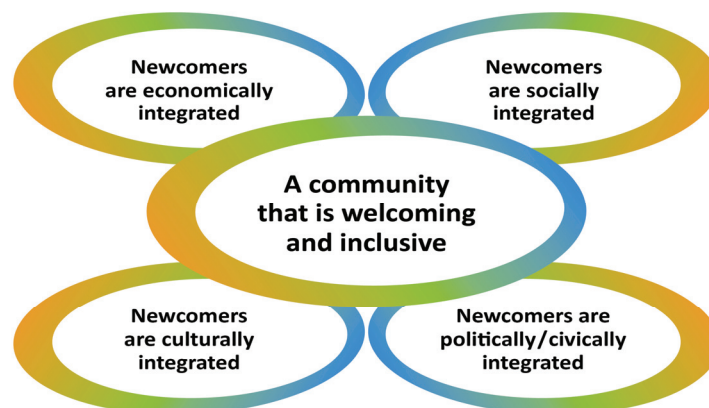 Newcomers
are economically
integrated
Newcomers
are socially
integrated
A community
that is welcoming
and inclusive
Newcomers
are culturally
integrated
Newcomers are
politically/civically
integrated